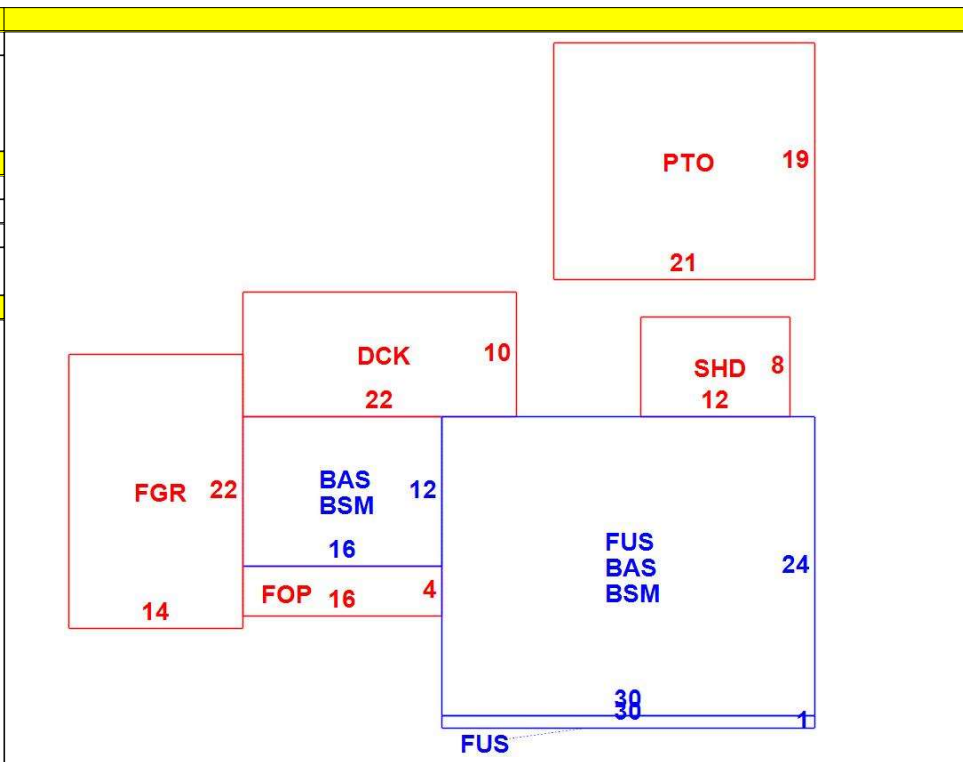 PTO 19
21
DCK 10
22
SHD 8
12
FGR 22
14
BAS 12
BSM
16
FOP 16 4
FUS
BAS 24
BSM
30
30 1
FUS